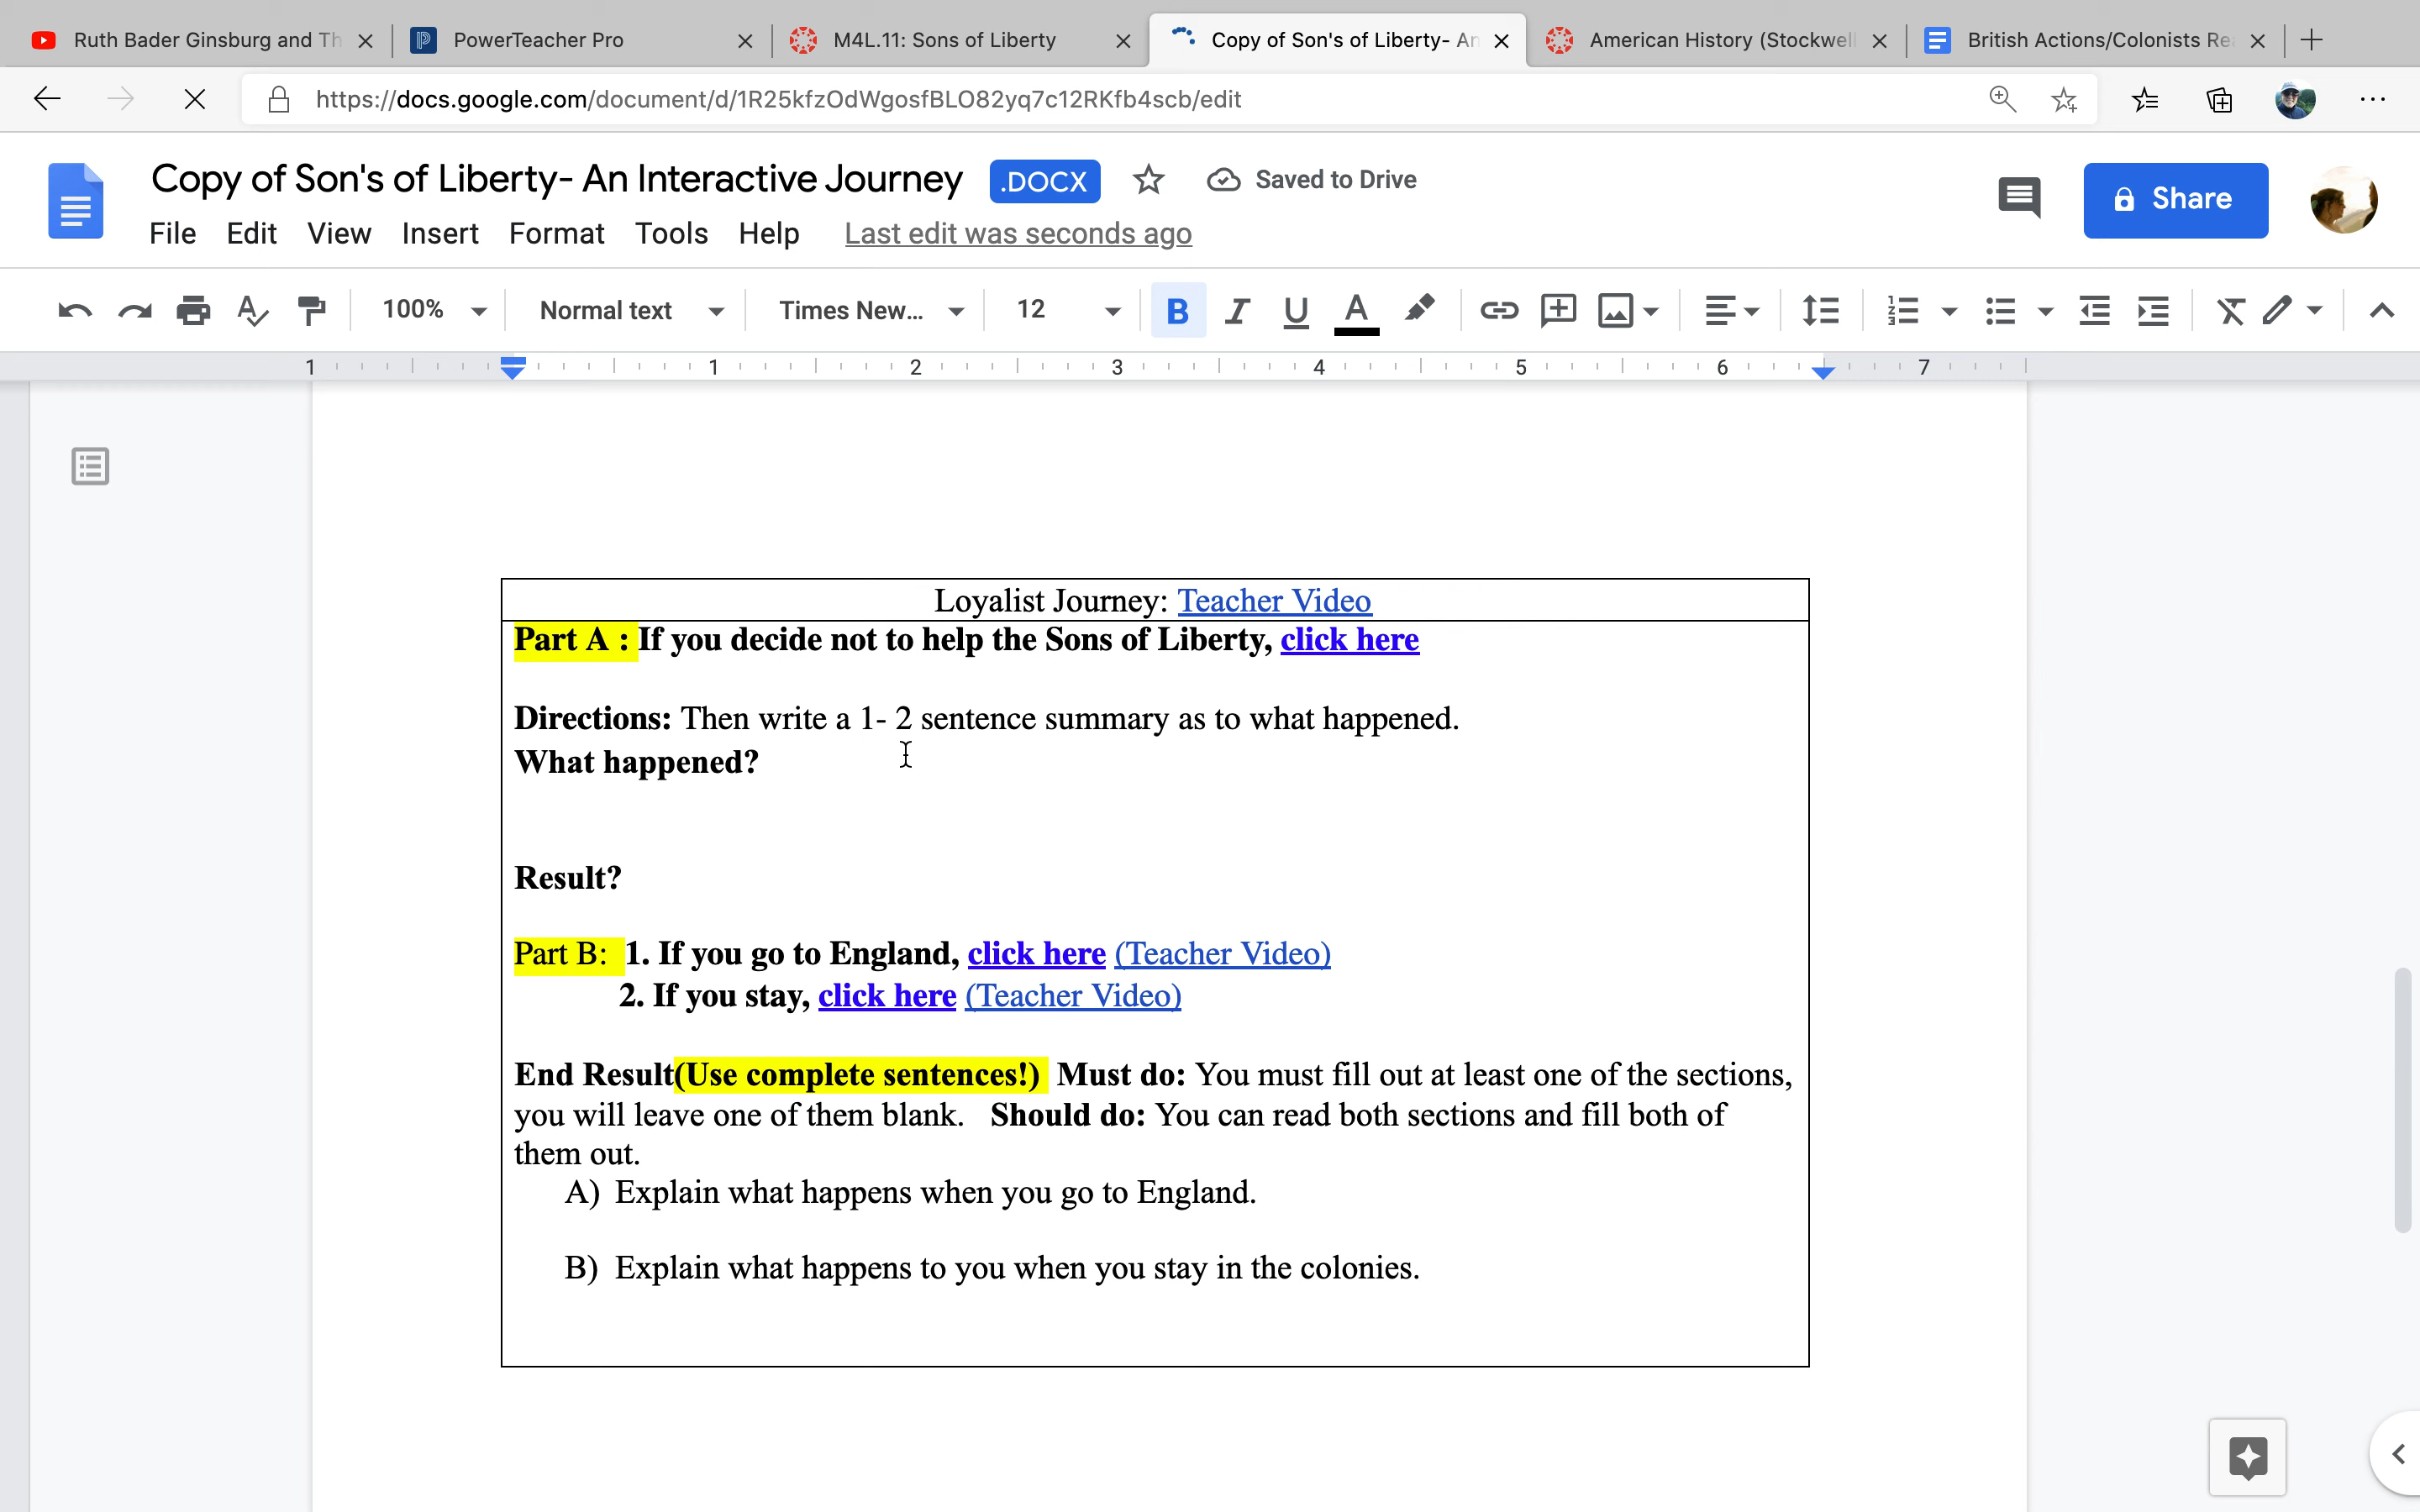 Ruth Bader Ginsburg and Th
PowerTeacher Pro
M4L.11: Sons of Liberty
Copy of Son's of Liberty- An
American History (Stockwell
British Actions/Colonists Rea
https://docs.google.com/document/d/1R25kfzOdWgosfBLO82yq7c12RKfb4scb/edit
Copy of Son's of Liberty- An Interactive Journey .DOCX Saved to Drive
Share
File Edit View Insert Format Tools Help Last edit was seconds ago
100% Normal text Times New... 12 B I U A
1 1 2 3 4 5 6 7
Loyalist Journey: Teacher Video
Part A : If you decide not to help the Sons of Liberty, click here
Directions: Then write a 1- 2 sentence summary as to what happened.
What happened?
Result?
Part B: 1. If you go to England, click here (Teacher Video)
2. If you stay, click here (Teacher Video)
End Result(Use complete sentences!) Must do: You must fill out at least one of the sections,
you will leave one of them blank. Should do: You can read both sections and fill both of
them out.
A) Explain what happens when you go to England.
B) Explain what happens to you when you stay in the colonies.